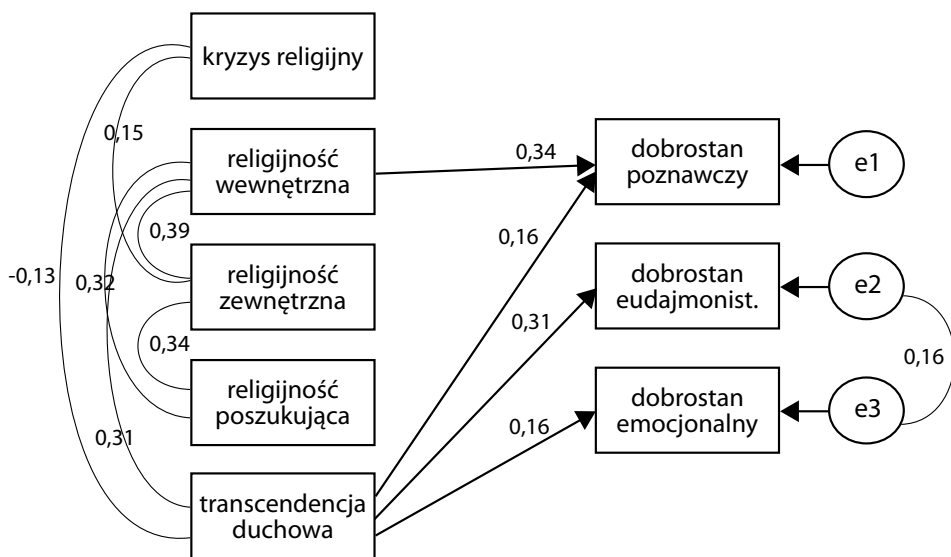 kryzys religijny
0,15
religijność
wewnętrzna
0,34
dobrostan
poznawczy
e1
0,39
0,16
-0,13
0,32
religijność
zewnętrzna
dobrostan
eudajmonist.
e2
0,31
0,34
0,16
religijność
poszukująca
dobrostan
emocjonalny
e3
0,16
0,31
transcendencja
duchowa